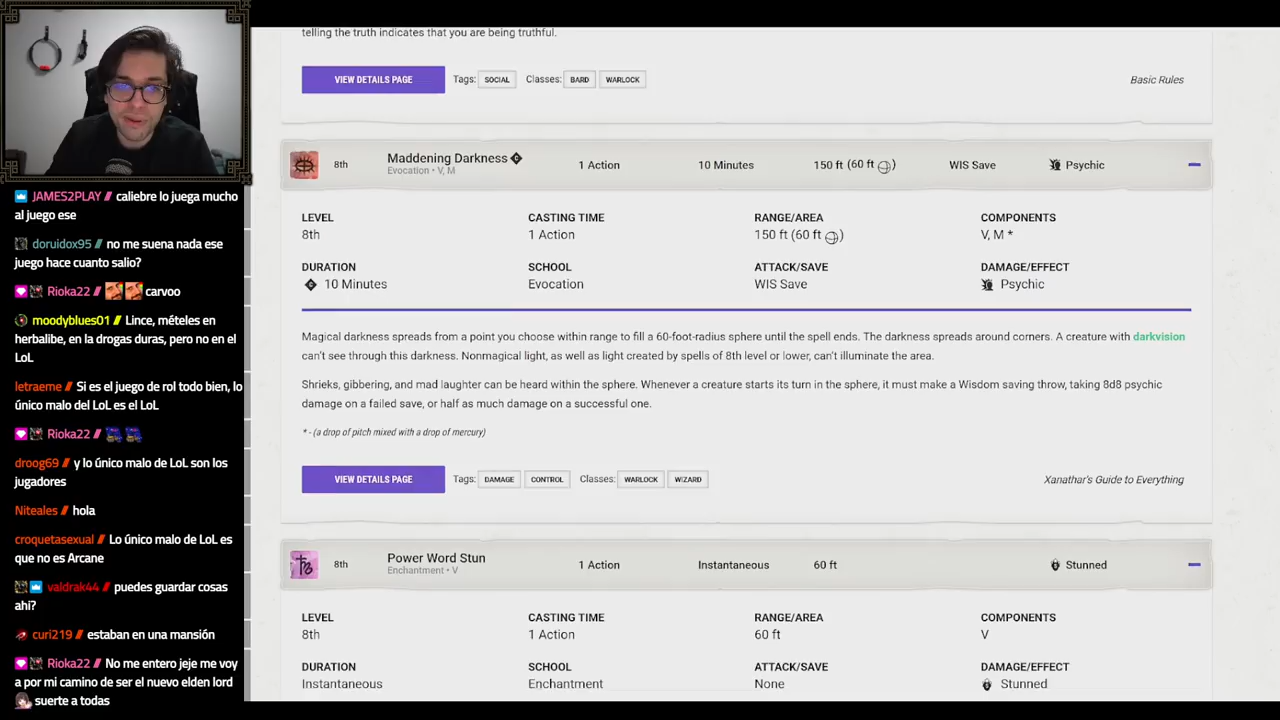 telling the truth indicates that you are being truthful.
VIEW DETAILS PAGE Tags: SOCIAL Classes: BARD WARLOCK Basic Rules
8th Maddening Darkness 1 Action 10 Minutes 150 ft (60 ft ) WIS Save Psychic
Evocation • V, M
LEVEL CASTING TIME RANGE/AREA COMPONENTS
8th 1 Action 150 ft (60 ft ) V, M *
DURATION SCHOOL ATTACK/SAVE DAMAGE/EFFECT
10 Minutes Evocation WIS Save Psychic
Magical darkness spreads from a point you choose within range to fill a 60-foot-radius sphere until the spell ends. The darkness spreads around corners. A creature with darkvision
can't see through this darkness. Nonmagical light, as well as light created by spells of 8th level or lower, can't illuminate the area.
Shrieks, gibbering, and mad laughter can be heard within the sphere. Whenever a creature starts its turn in the sphere, it must make a Wisdom saving throw, taking 8d8 psychic
damage on a failed save, or half as much damage on a successful one.
* - (a drop of pitch mixed with a drop of mercury)
VIEW DETAILS PAGE Tags: DAMAGE CONTROL Classes: WARLOCK WIZARD Xanathar's Guide to Everything
8th Power Word Stun 1 Action Instantaneous 60 ft Stunned
Enchantment • V
LEVEL CASTING TIME RANGE/AREA COMPONENTS
8th 1 Action 60 ft V
DURATION SCHOOL ATTACK/SAVE DAMAGE/EFFECT
Instantaneous Enchantment None Stunned
JAMES2PLAY // caliebre lo juega mucho
al juego ese
doruidox95 // no me suena nada ese
juego hace cuanto salio?
Rioka22 // carvoo
moodyblues01 // Lince, mételes en
herbalibe, en la drogas duras, pero no en el
LoL
letraeme // Si es el juego de rol todo bien, lo
único malo del LoL es el LoL
Rioka22 //
droog69 // y lo único malo de LoL son los
jugadores
Niteales // hola
croquetasexual // Lo único malo de LoL es
que no es Arcane
valdrak44 // puedes guardar cosas
ahi?
curi219 // estaban en una mansión
Rioka22 // No me entero jeje me voy
a por mi camino de ser el nuevo elden lord
suerte a todas